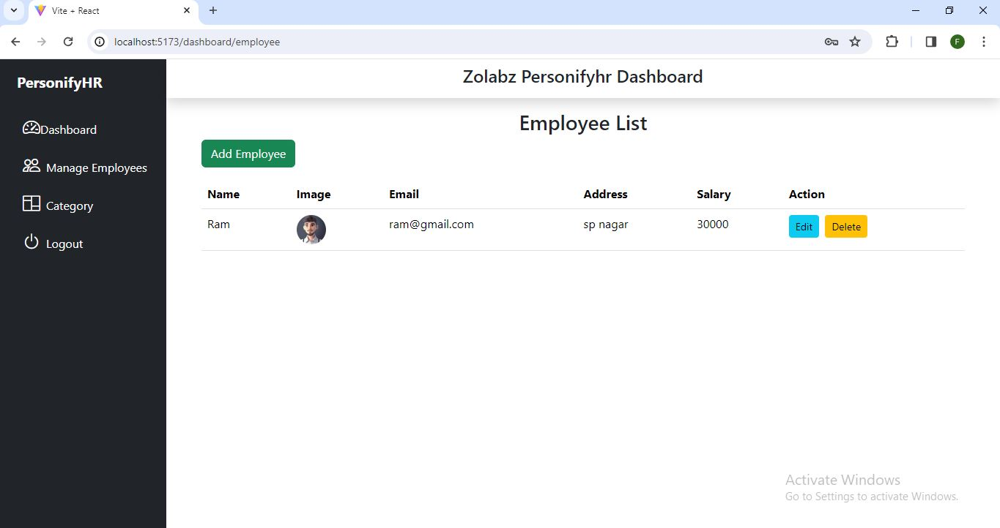 Vite + React
localhost:5173/dashboard/employee
F
PersonifyHR
Zolabz Personifyhr Dashboard
Dashboard
Manage Employees
Category
Logout
Employee List
Add Employee
Name Image Email Address Salary Action
Ram ram@gmail.com sp nagar 30000 Edit Delete
Activate Windows
Go to Settings to activate Windows.